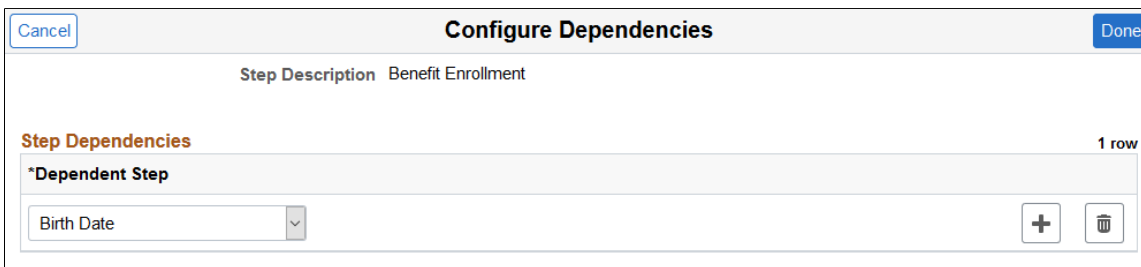 Cancel
Configure Dependencies
Done
Step Description Benefit Enrollment
Step Dependencies
1 row
*Dependent Step
Birth Date